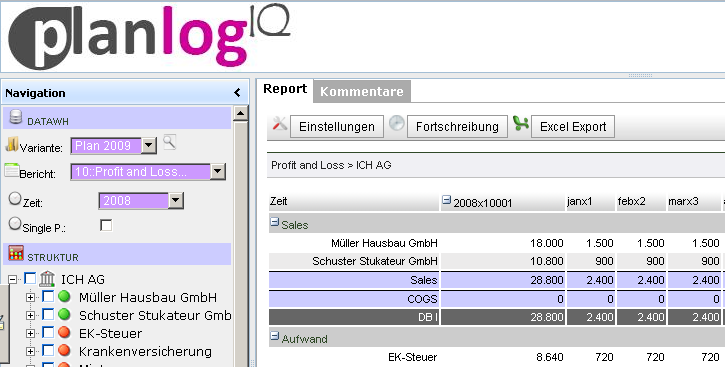 planlogIQ
Navigation
DATAWH
Variante: Plan 2009
Bericht: 10::Profit and Loss...
Zeit: 2008
Single P.:
STRUKTUR
ICH AG
Müller Hausbau GmbH
Schuster Stukateur Gmb
EK-Steuer
Krankenversicherung
Report Kommentare
Einstellungen Fortschreibung Excel Export
Profit and Loss > ICH AG
Zeit 2008x10001 janx1 febx2 marx3
Sales
Müller Hausbau GmbH 18.000 1.500 1.500 1.500
Schuster Stukateur GmbH 10.800 900 900 900
Sales 28.800 2.400 2.400 2.400
COGS 0 0 0 0
DB I 28.800 2.400 2.400 2.400
Aufwand
EK-Steuer 8.640 720 720 720